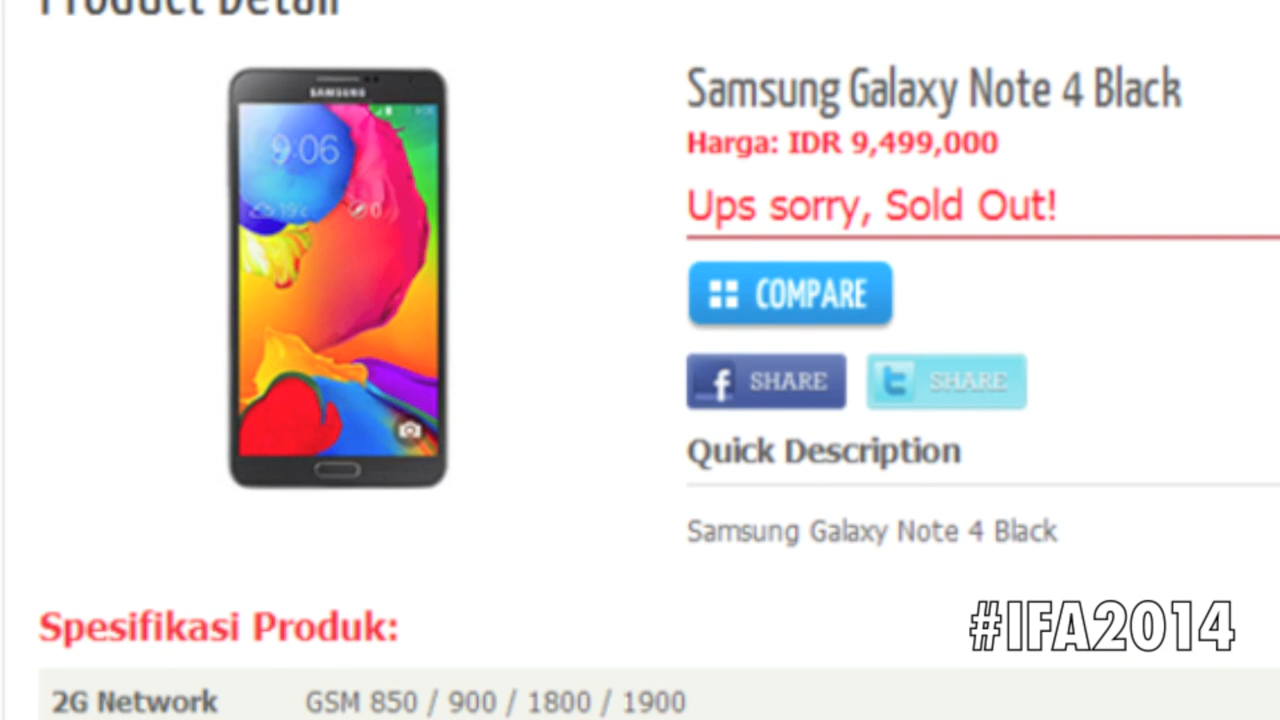 Product Detail
SAMSUNG
9:06
19°c
0
Samsung Galaxy Note 4 Black
Harga: IDR 9,499,000
Ups sorry, Sold Out!
COMPARE
f SHARE
t SHARE
Quick Description
Samsung Galaxy Note 4 Black
Spesifikasi Produk:
#IFA2014
2G Network GSM 850 / 900 / 1800 / 1900